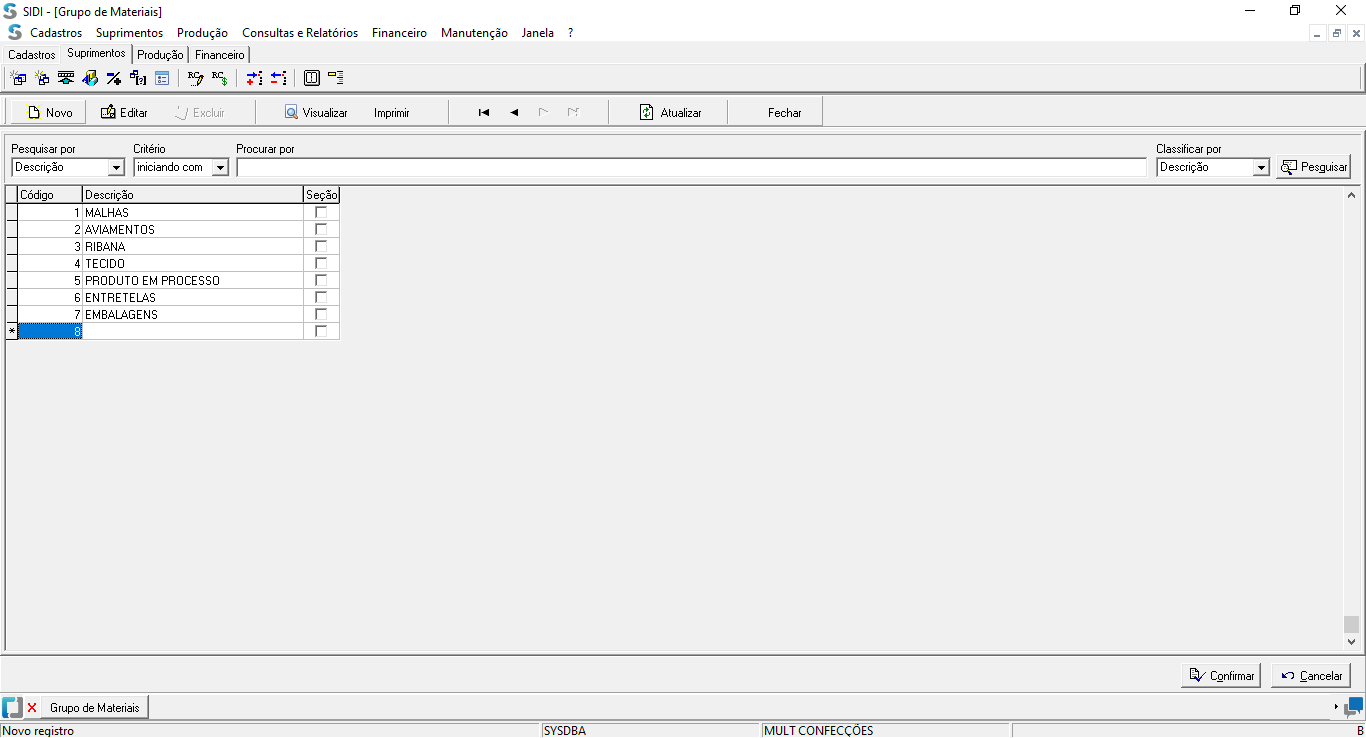 SIDI - [Grupo de Materiais]
Cadastros Suprimentos Produção Consultas e Relatórios Financeiro Manutenção Janela ?
Cadastros Suprimentos Produção Financeiro
Novo Editar Excluir Visualizar Imprimir Atualizar Fechar
Pesquisar por Critério Procurar por Classificar por
Descrição iniciando com Descrição Pesquisar
Código Descrição Seção
1 MALHAS
2 AVIAMENTOS
3 RIBANA
4 TECIDO
5 PRODUTO EM PROCESSO
6 ENTRETELAS
7 EMBALAGENS
* 8
Confirmar Cancelar
Grupo de Materiais
Novo registro SYSDBA MULT CONFECÇÕES B